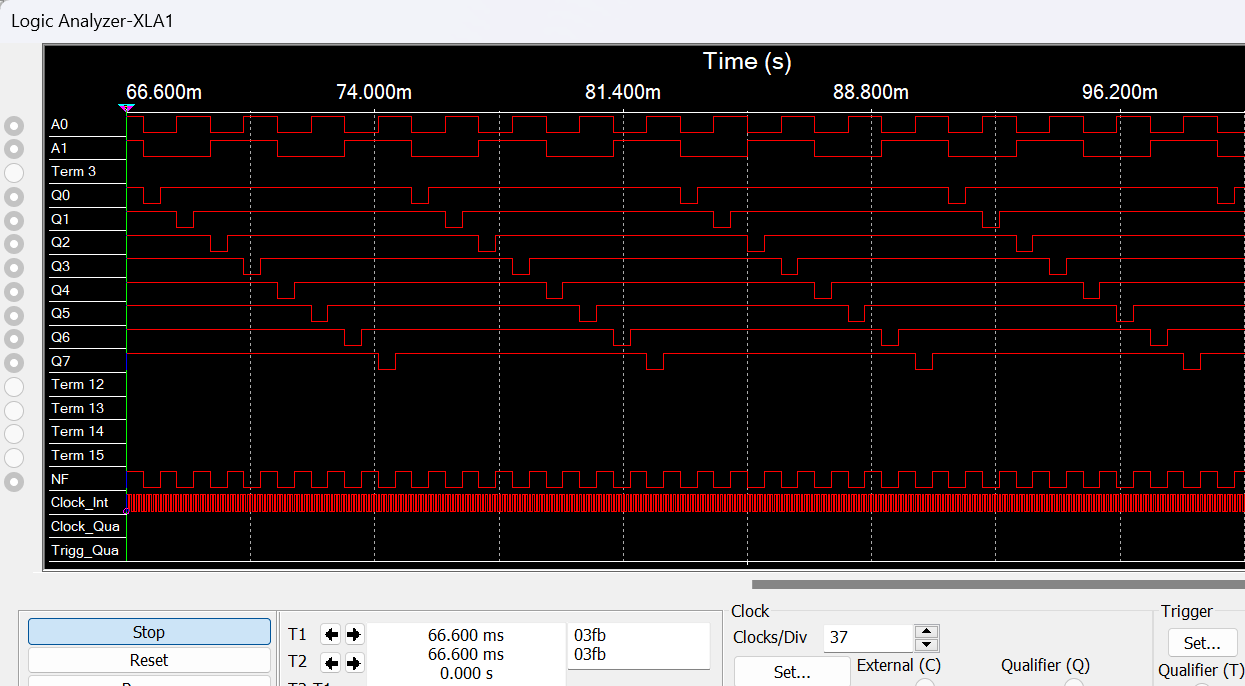 Logic Analyzer-XLA1
Time (s)
66.600m 74.000m 81.400m 88.800m 96.200m
A0
A1
Term 3
Q0
Q1
Q2
Q3
Q4
Q5
Q6
Q7
Term 12
Term 13
Term 14
Term 15
NF
Clock_Int
Clock_Qua
Trigg_Qua
Clock Trigger
Stop T1 66.600 ms 03fb Clocks/Div 37 Set...
Reset T2 66.600 ms 03fb Set... External (C) Qualifier (Q) Qualifier (T)
0.000 s